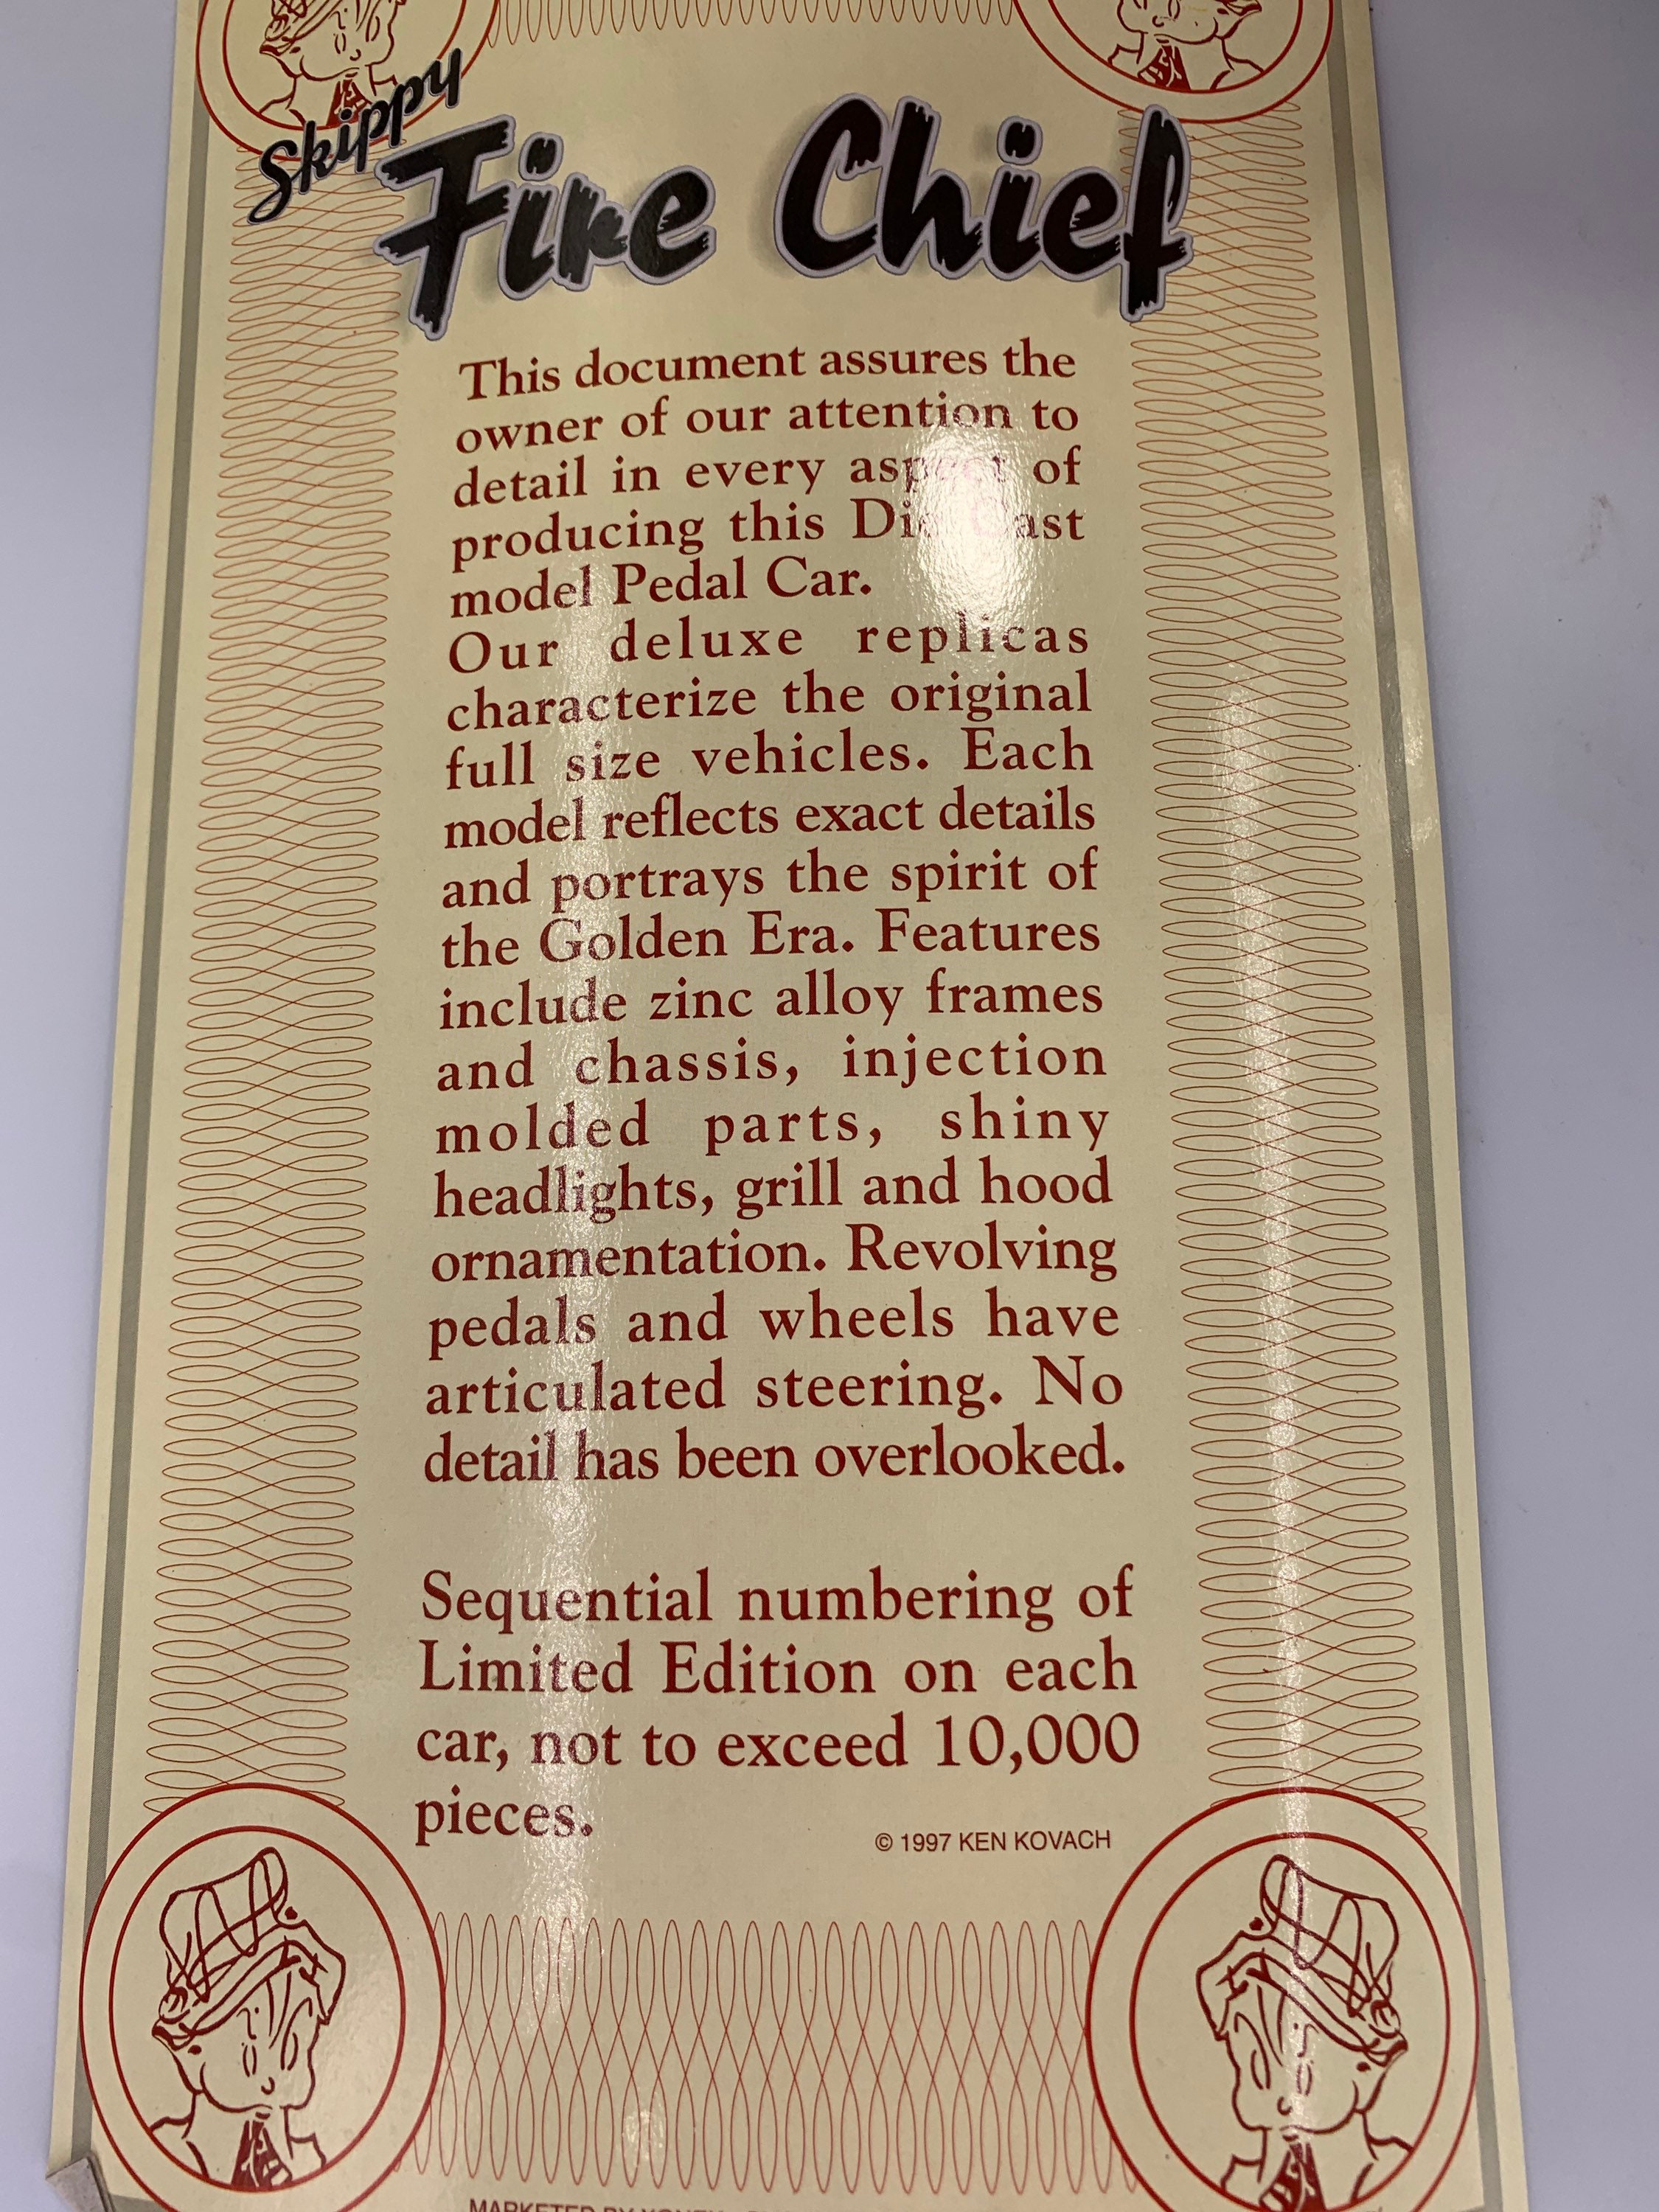 Skippy
Fire Chief
This document assures the
owner of our attention to
detail in every aspect of
producing this Die Cast
model Pedal Car.
Our deluxe replicas
characterize the original
full size vehicles. Each
model reflects exact details
and portrays the spirit of
the Golden Era. Features
include zinc alloy frames
and chassis, injection
molded parts, shiny
headlights, grill and hood
ornamentation. Revolving
pedals and wheels have
articulated steering. No
detail has been overlooked.
Sequential numbering of
Limited Edition on each
car, not to exceed 10,000
pieces.
© 1997 KEN KOVACH
MARKETED BY